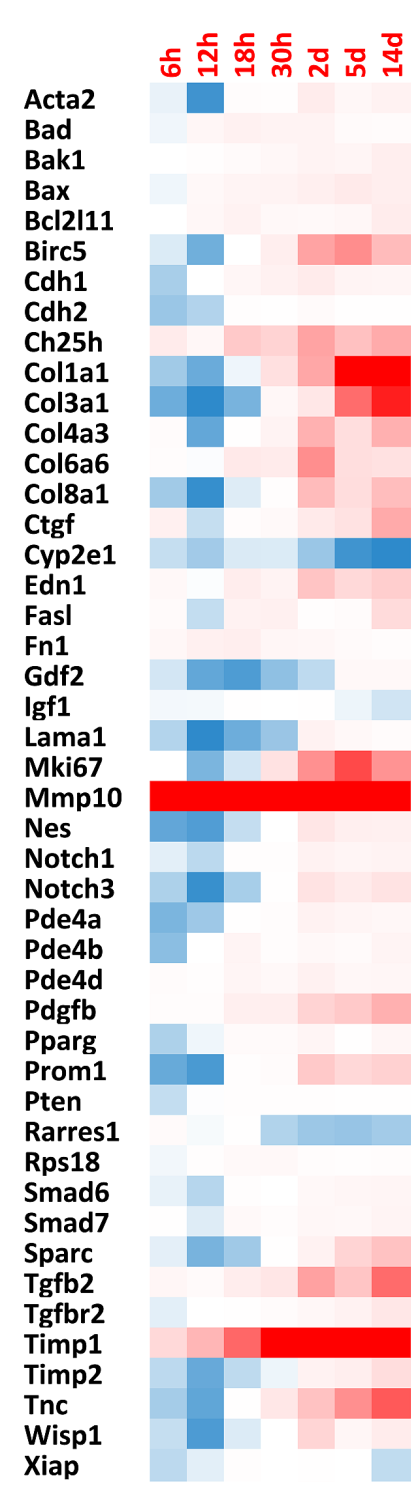 6h 12h 18h 30h 2d 5d 14d
Acta2
Bad
Bak1
Bax
Bcl2l11
Birc5
Cdh1
Cdh2
Ch25h
Col1a1
Col3a1
Col4a3
Col6a6
Col8a1
Ctgf
Cyp2e1
Edn1
Fasl
Fn1
Gdf2
Igf1
Lama1
Mki67
Mmp10
Nes
Notch1
Notch3
Pde4a
Pde4b
Pde4d
Pdgfb
Pparg
Prom1
Pten
Rarres1
Rps18
Smad6
Smad7
Sparc
Tgfb2
Tgfbr2
Timp1
Timp2
Tnc
Wisp1
Xiap